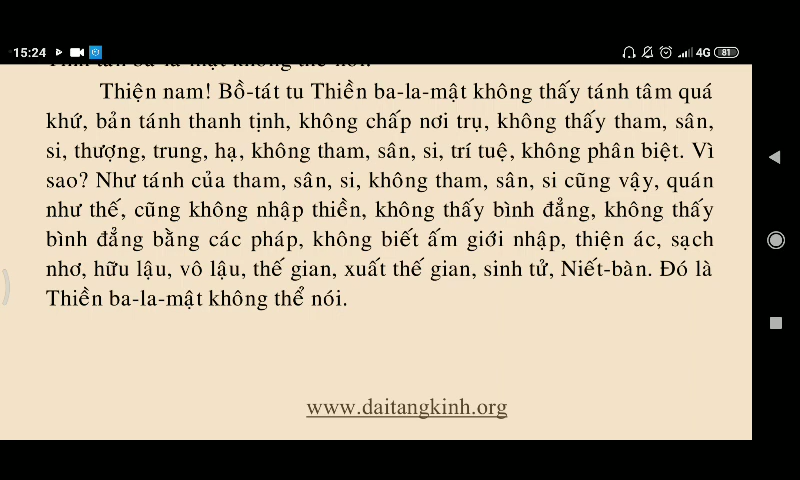 15:24 4G 81
Thiện nam! Bồ-tát tu Thiền ba-la-mật không thấy tánh tâm quá
khứ, bản tánh thanh tịnh, không chấp nơi trụ, không thấy tham, sân,
si, thượng, trung, hạ, không tham, sân, si, trí tuệ, không phân biệt. Vì
sao? Như tánh của tham, sân, si, không tham, sân, si cũng vậy, quán
như thế, cũng không nhập thiền, không thấy bình đẳng, không thấy
bình đẳng bằng các pháp, không biết ấm giới nhập, thiện ác, sạch
nhơ, hữu lậu, vô lậu, thế gian, xuất thế gian, sinh tử, Niết-bàn. Đó là
Thiền ba-la-mật không thể nói.
www.daitangkinh.org